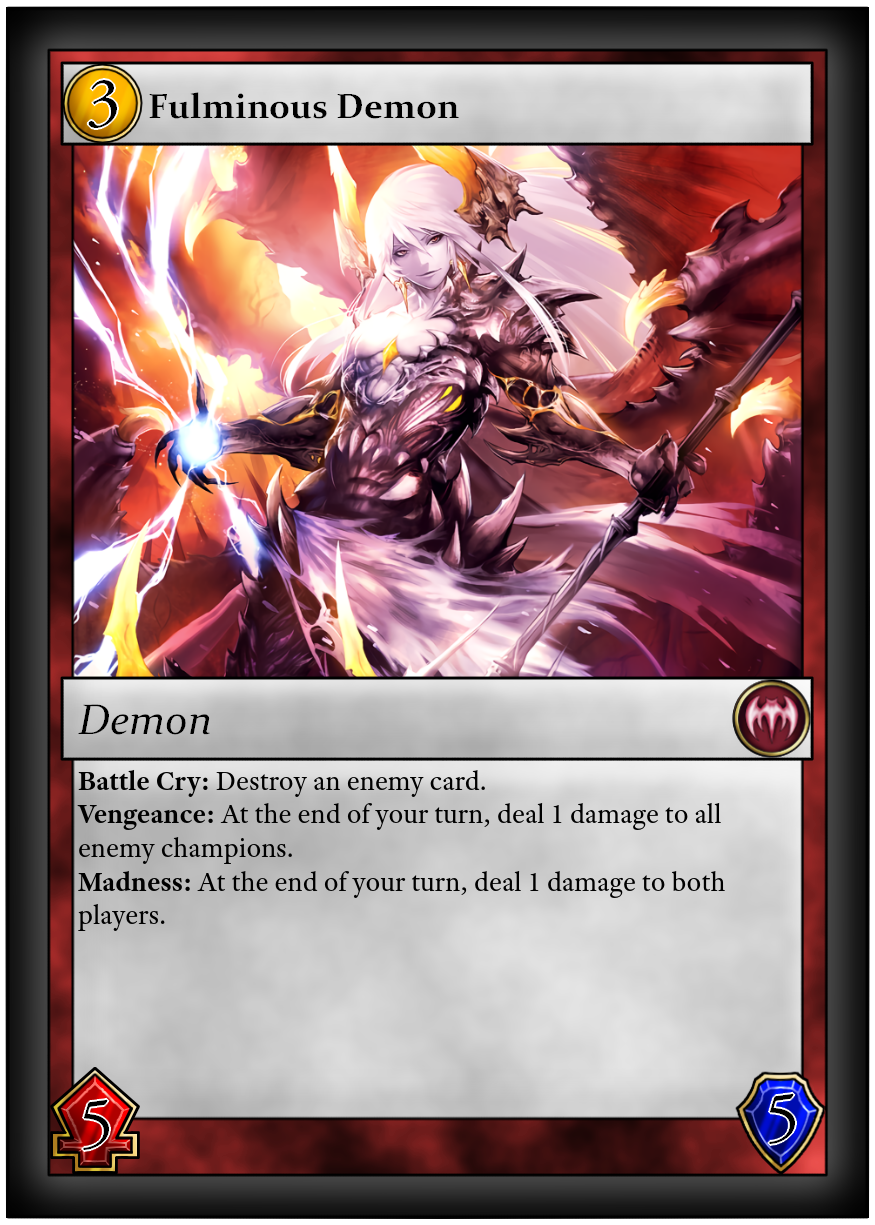 3
Fulminous Demon
Demon
Battle Cry: Destroy an enemy card.
Vengeance: At the end of your turn, deal 1 damage to all
enemy champions.
Madness: At the end of your turn, deal 1 damage to both
players.
5
5